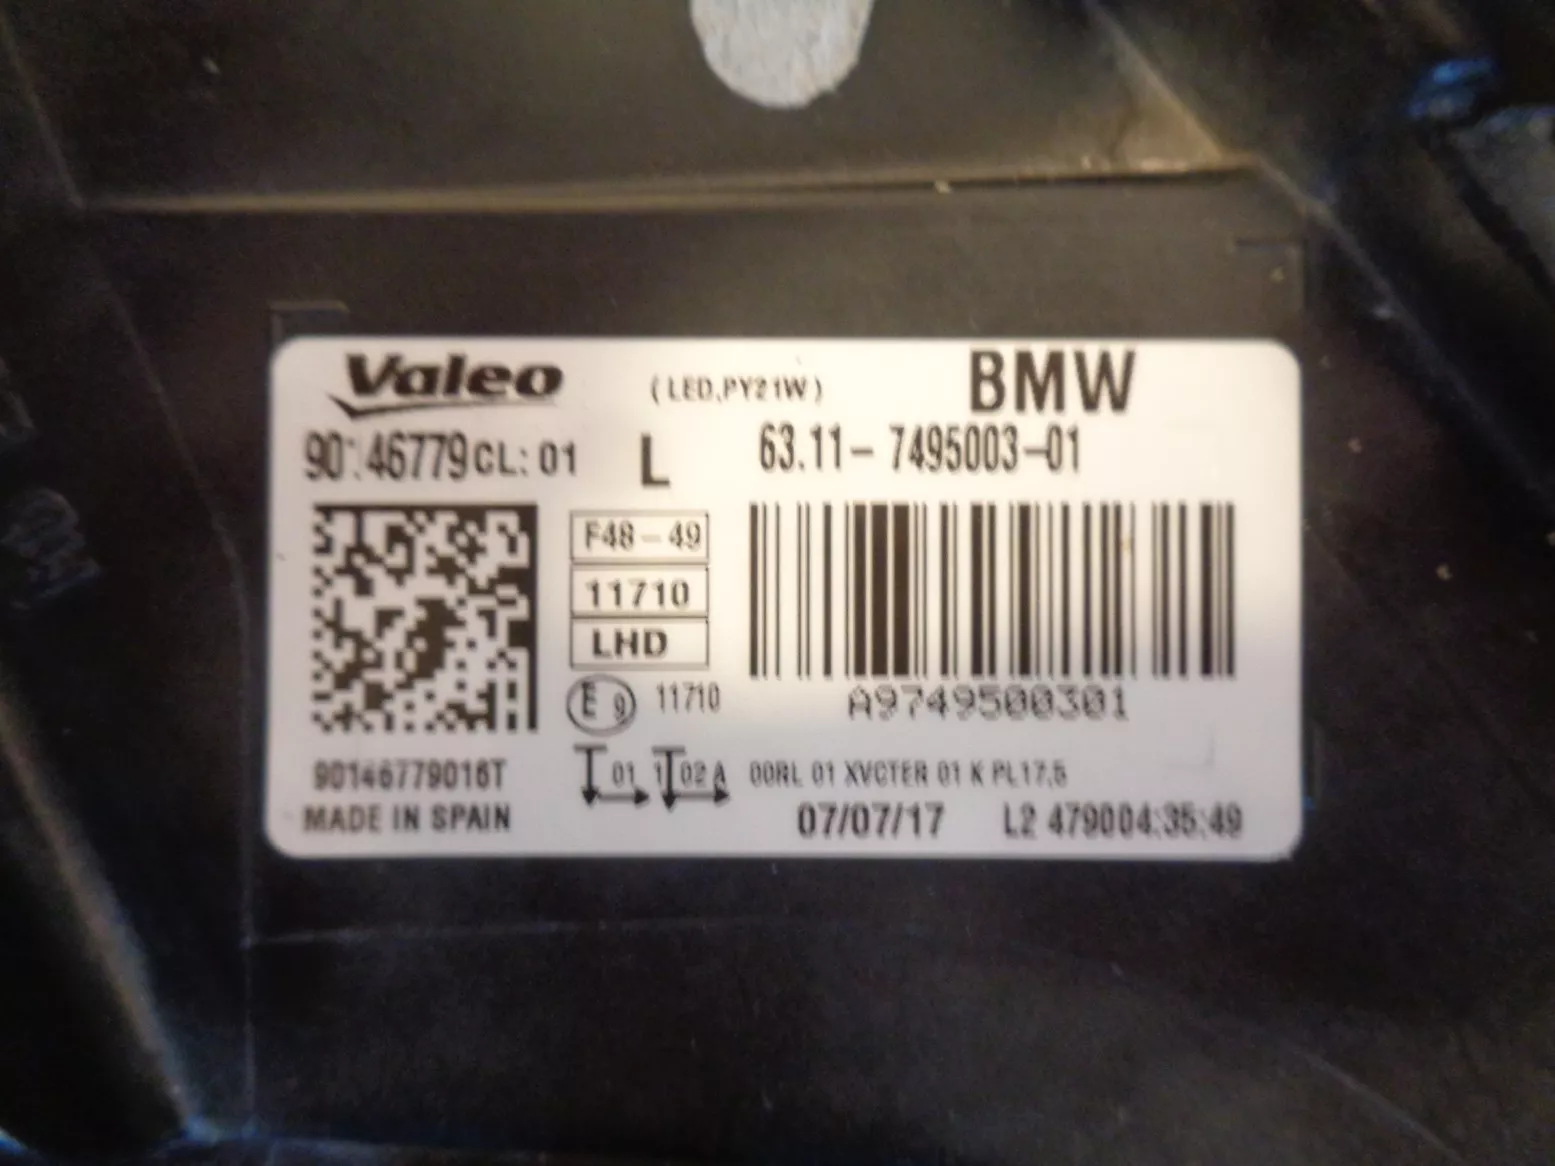 Valeo (LED,PY21W) BMW
90146779 CL: 01 L 63.11- 7495003-01
F48-49
11710
LHD
E9 11710
A9749500301
90146779016T 01 1 02 A 00RL 01 XVCTER 01 K PL17,5
MADE IN SPAIN 07/07/17 L2 479004:35:49